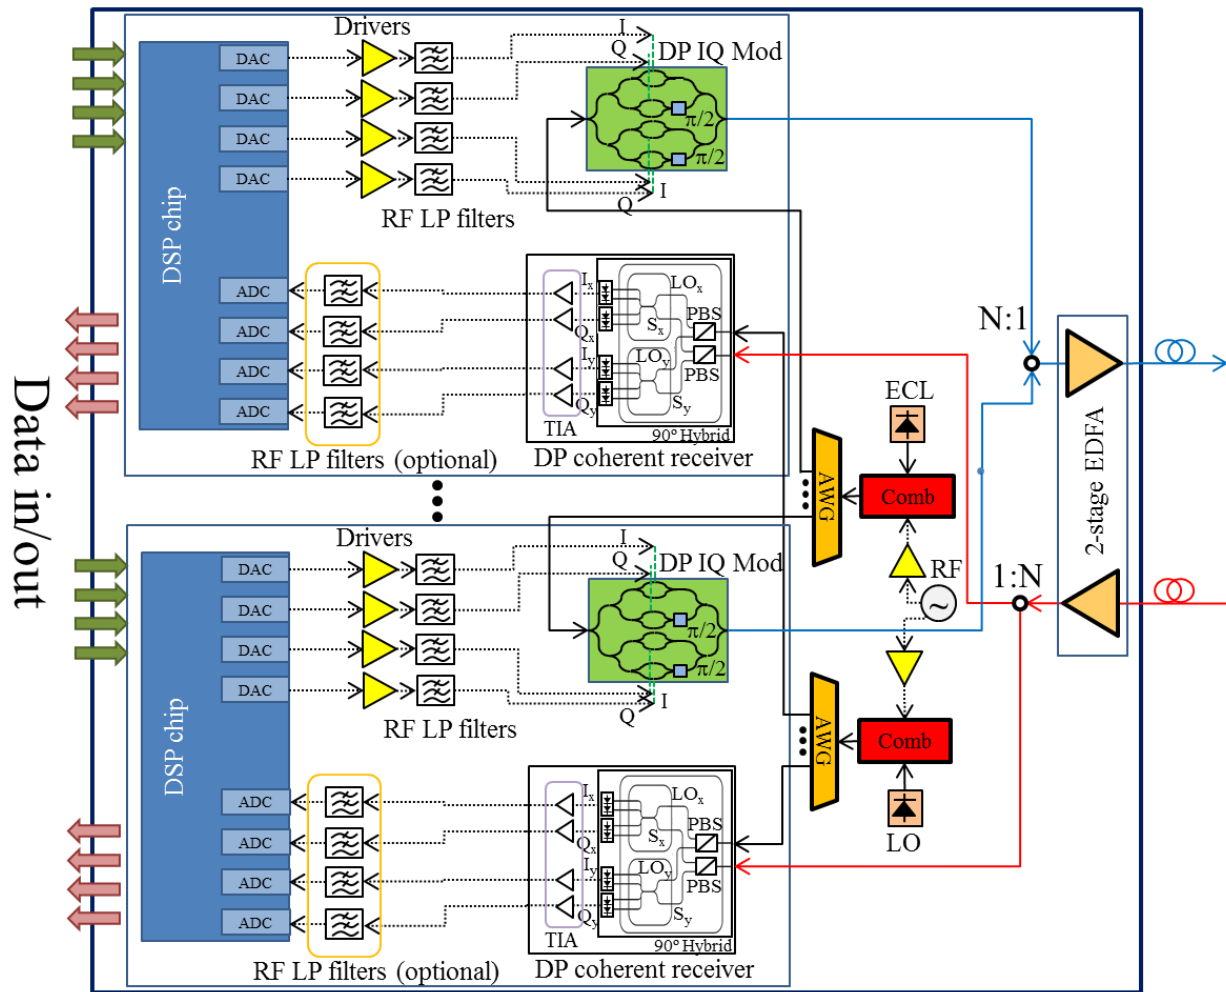 Data in/out
Drivers
I
Q
DP IQ Mod
DAC
DAC
DAC
DAC
π/2
π/2
I
Q
RF LP filters
DSP chip
ADC
ADC
ADC
ADC
Ix
Qx
Iy
Qy
LOx
Sx
LOy
Sy
PBS
PBS
TIA
90° Hybrid
RF LP filters (optional)
DP coherent receiver
N:1
ECL
AWG
Comb
2-stage EDFA
RF
~
1:N
AWG
Comb
LO
Drivers
I
Q
DP IQ Mod
DAC
DAC
DAC
DAC
π/2
π/2
I
Q
RF LP filters
DSP chip
ADC
ADC
ADC
ADC
Ix
Qx
Iy
Qy
LOx
Sx
LOy
Sy
PBS
PBS
TIA
90° Hybrid
RF LP filters (optional)
DP coherent receiver